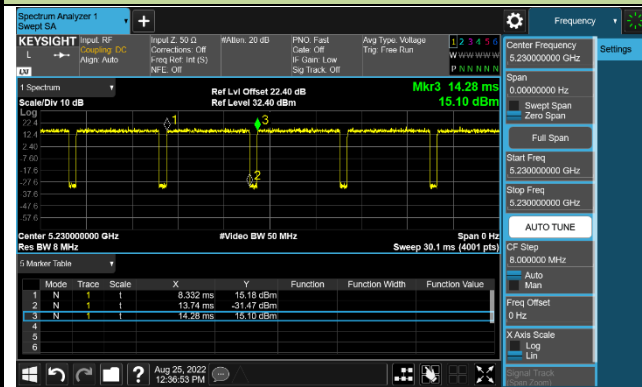 Spectrum Analyzer 1
Swept SA
Frequency
KEYSIGHT
Input: RF
Coupling: DC
Align: Auto
Input Z: 50 Ω
Corrections: Off
Freq Ref: Int (S)
NFE: Off
#Atten: 20 dB
PNO: Fast
Gate: Off
IF Gain: Low
Sig Track: Off
Avg Type: Voltage
Trig: Free Run
1 2 3 4 5 6
W W W W W W
P N N N N N
L
LXI
Center Frequency
5.230000000 GHz
Settings
Span
0.00000000 Hz
Swept Span
Zero Span
Full Span
Start Freq
5.230000000 GHz
Stop Freq
5.230000000 GHz
AUTO TUNE
CF Step
8.000000 MHz
Auto
Man
Freq Offset
0 Hz
X Axis Scale
Log
Lin
Signal Track
(Span Zoom)
1 Spectrum
Scale/Div 10 dB
Log
Ref Lvl Offset 22.40 dB
Ref Level 32.40 dBm
Mkr3 14.28 ms
15.10 dBm
22.4
12.4
2.40
-7.60
-17.6
-27.6
-37.6
-47.6
-57.6
1
3
2
Center 5.230000000 GHz
Res BW 8 MHz
#Video BW 50 MHz
Span 0 Hz
Sweep 30.1 ms (4001 pts)
5 Marker Table
Mode Trace Scale X Y Function Function Width Function Value
1 N 1 t 8.332 ms 15.18 dBm
2 N 1 t 13.74 ms -31.47 dBm
3 N 1 t 14.28 ms 15.10 dBm
4
5
6
?
Aug 25, 2022
12:36:53 PM